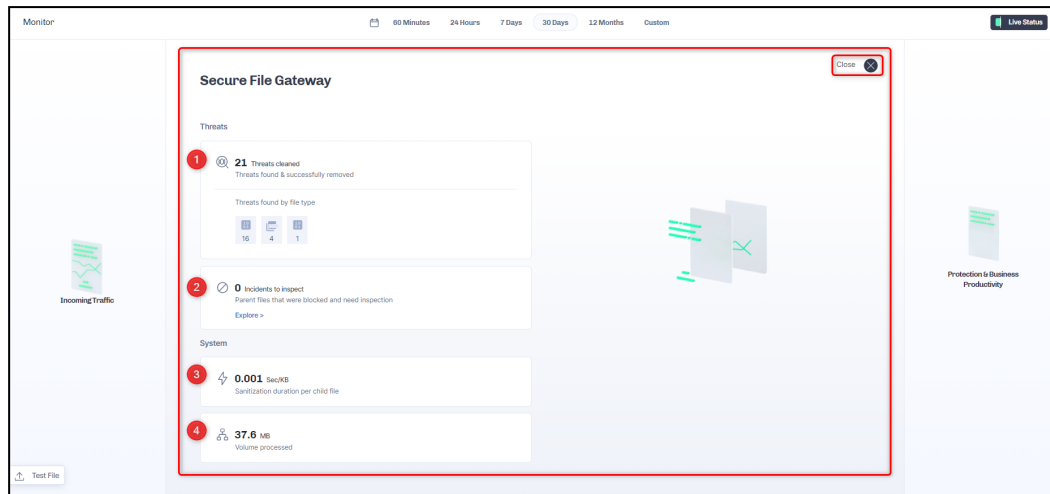 Monitor
60 Minutes
24 Hours
7 Days
30 Days
12 Months
Custom
Live Status
Close
Secure File Gateway
Threats
1
21 Threats cleaned
Threats found & successfully removed
Threats found by file type
16
4
1
2
0 Incidents to inspect
Parent files that were blocked and need inspection
Explore >
System
3
0.001 Sec/KB
Sanitization duration per child file
4
37.6 MB
Volume processed
Incoming Traffic
Protection & Business
Productivity
Test File